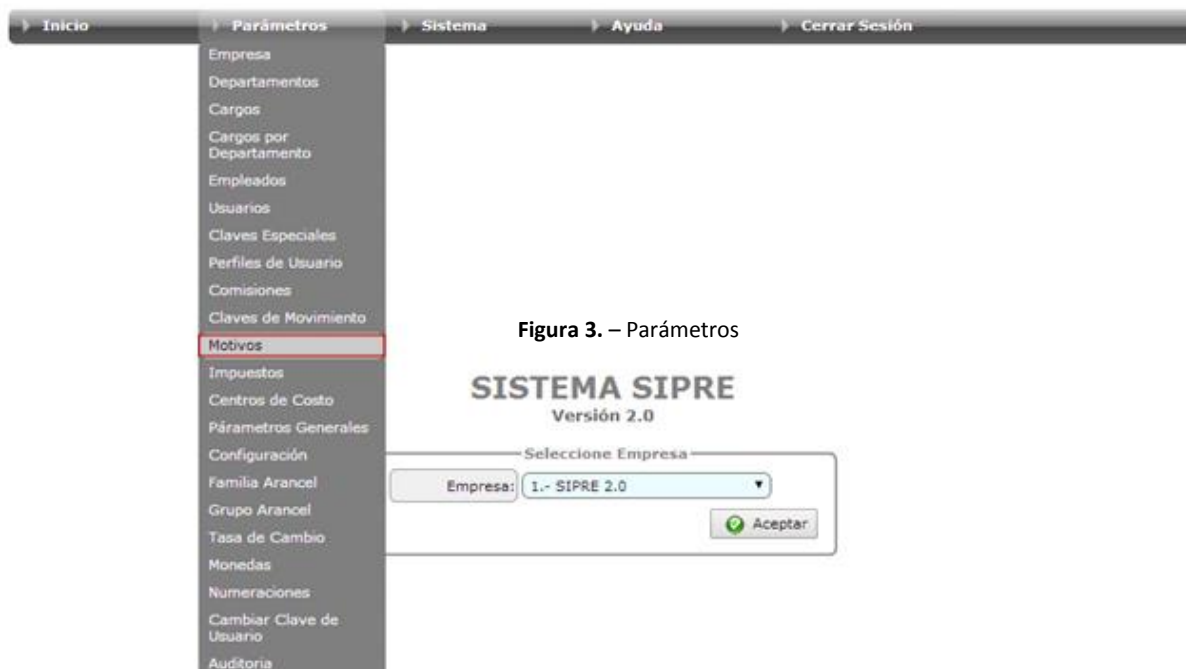 Inicio
Parámetros
Sistema
Ayuda
Cerrar Sesión
Empresa
Departamentos
Cargos
Cargos por
Departamento
Empleados
Usuarios
Claves Especiales
Perfiles de Usuario
Comisiones
Claves de Movimiento
Motivos
Impuestos
Centros de Costo
Párametros Generales
Configuración
Familia Arancel
Grupo Arancel
Tasa de Cambio
Monedas
Numeraciones
Cambiar Clave de
Usuario
Auditoria
Figura 3. – Parámetros
SISTEMA SIPRE
Versión 2.0
Seleccione Empresa
Empresa: 1.- SIPRE 2.0
Aceptar